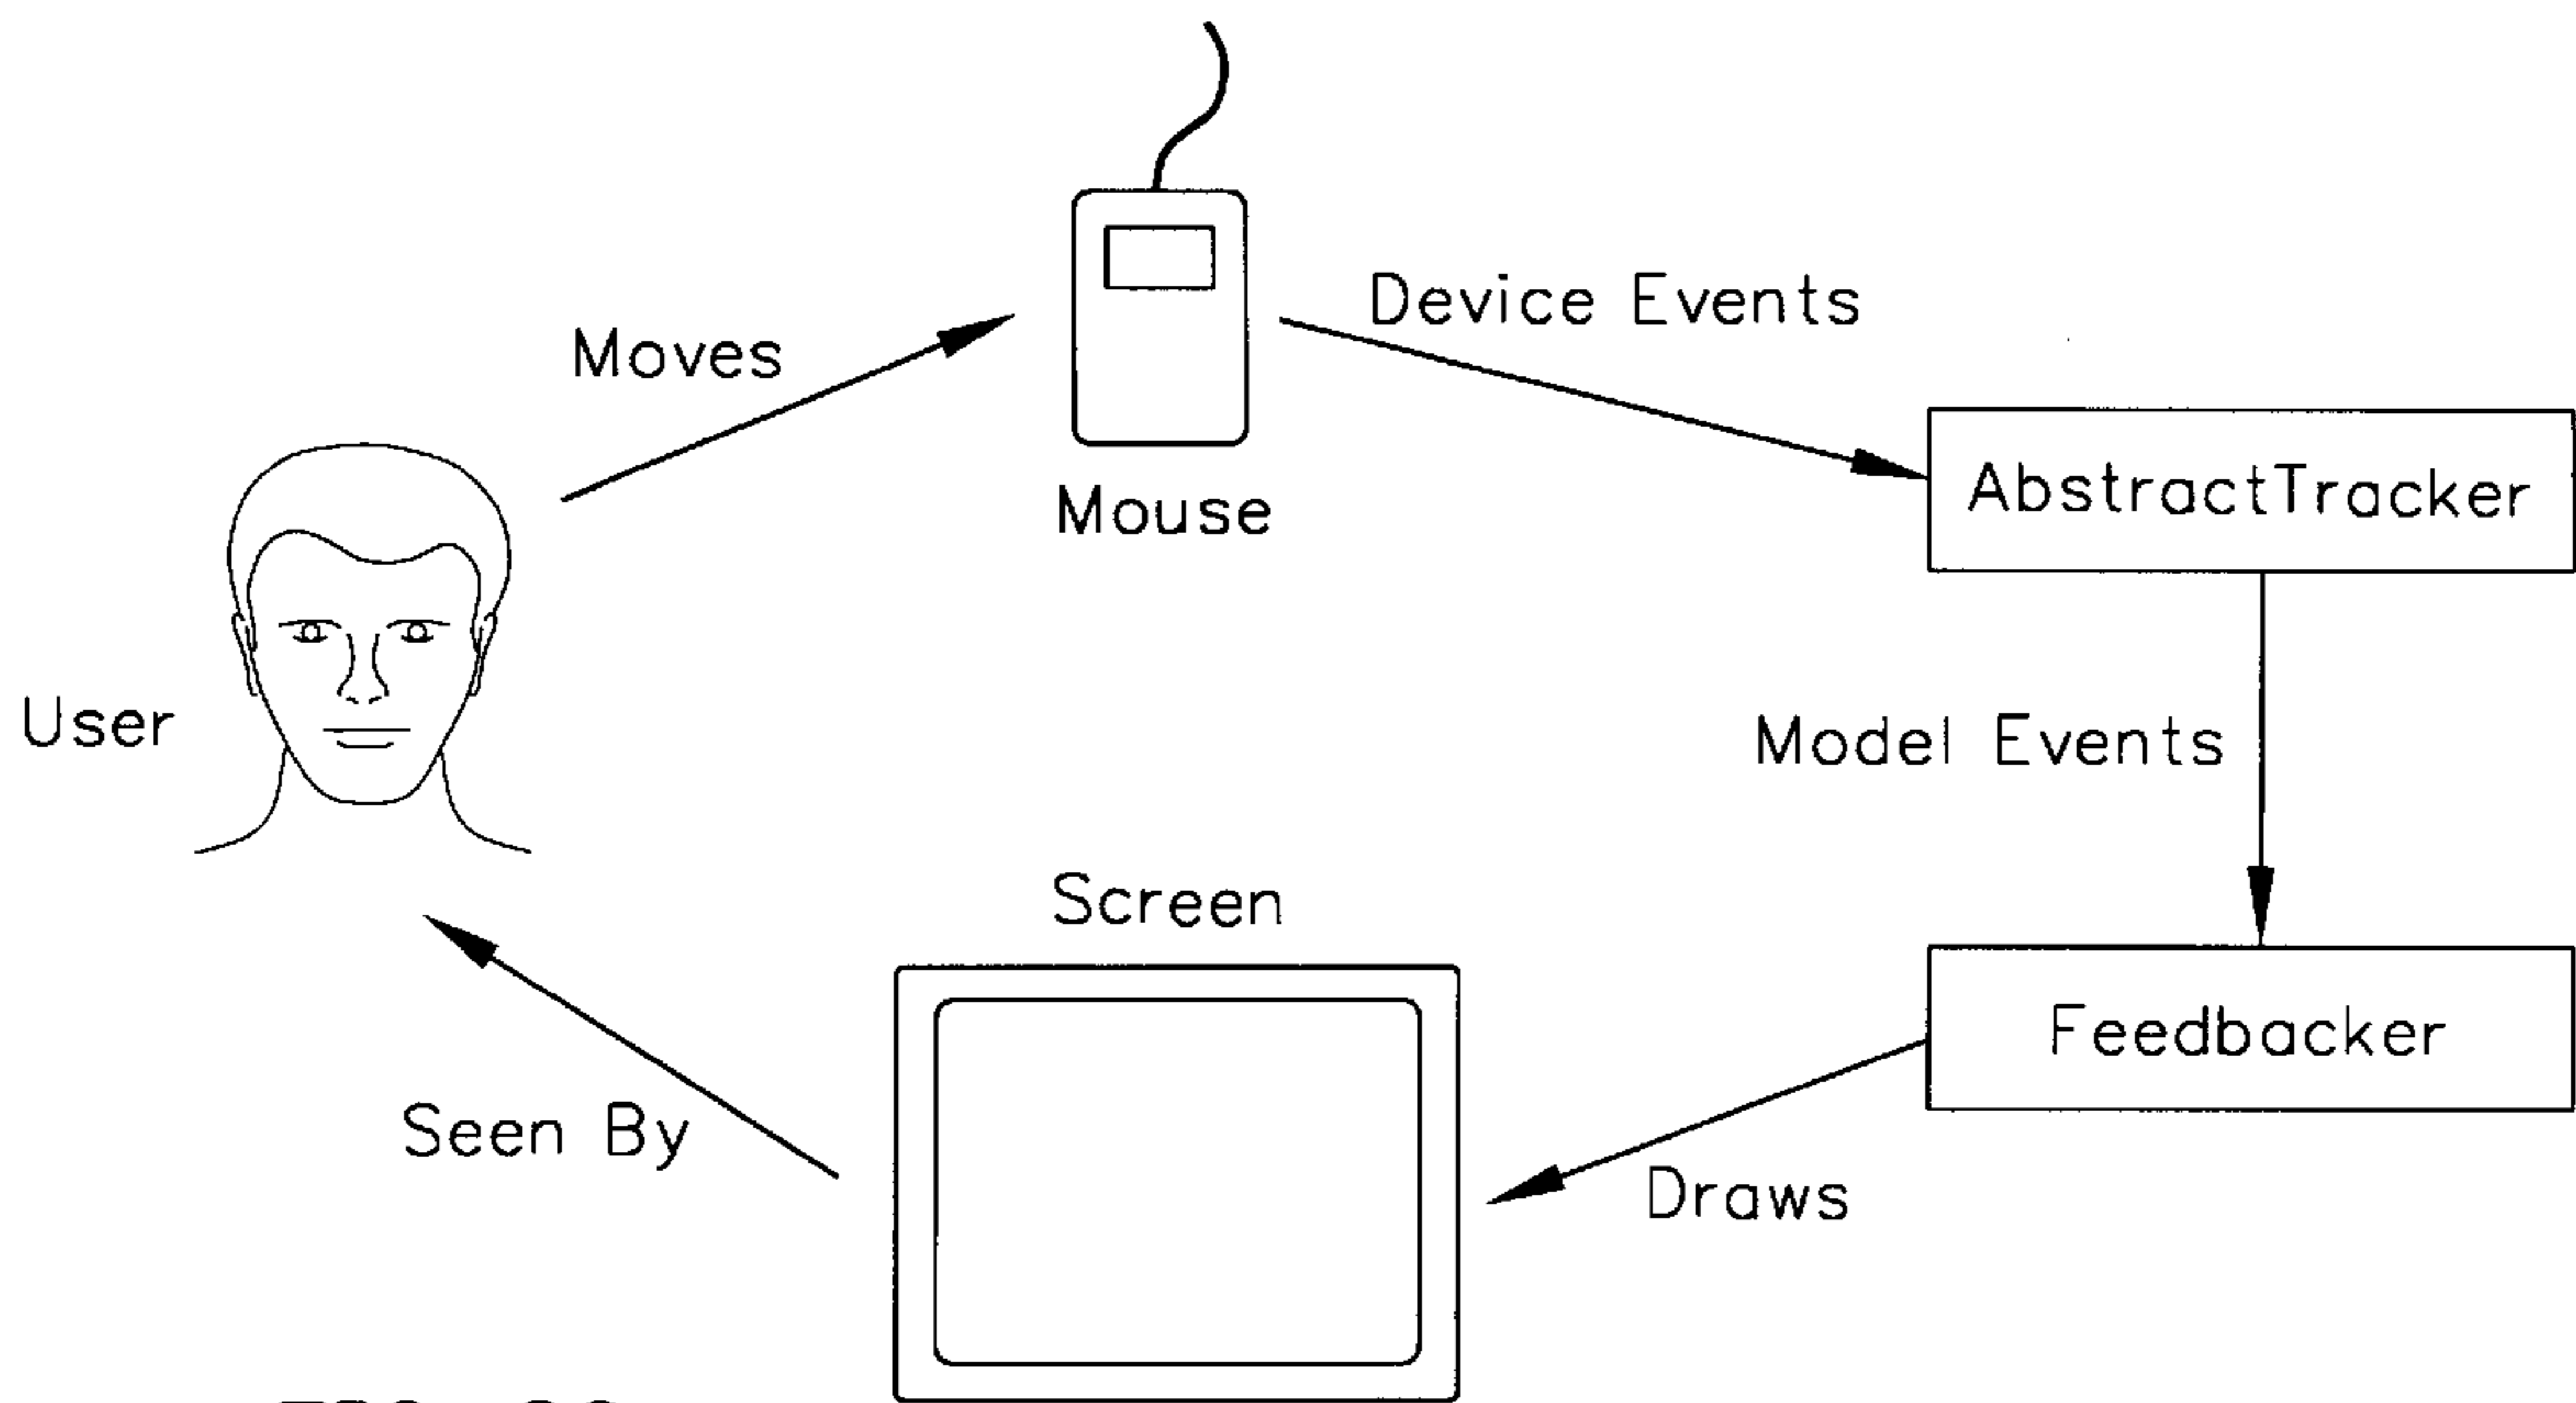 Moves
Device Events
Mouse
AbstractTracker
User
Model Events
Screen
Feedbacker
Seen By
Draws